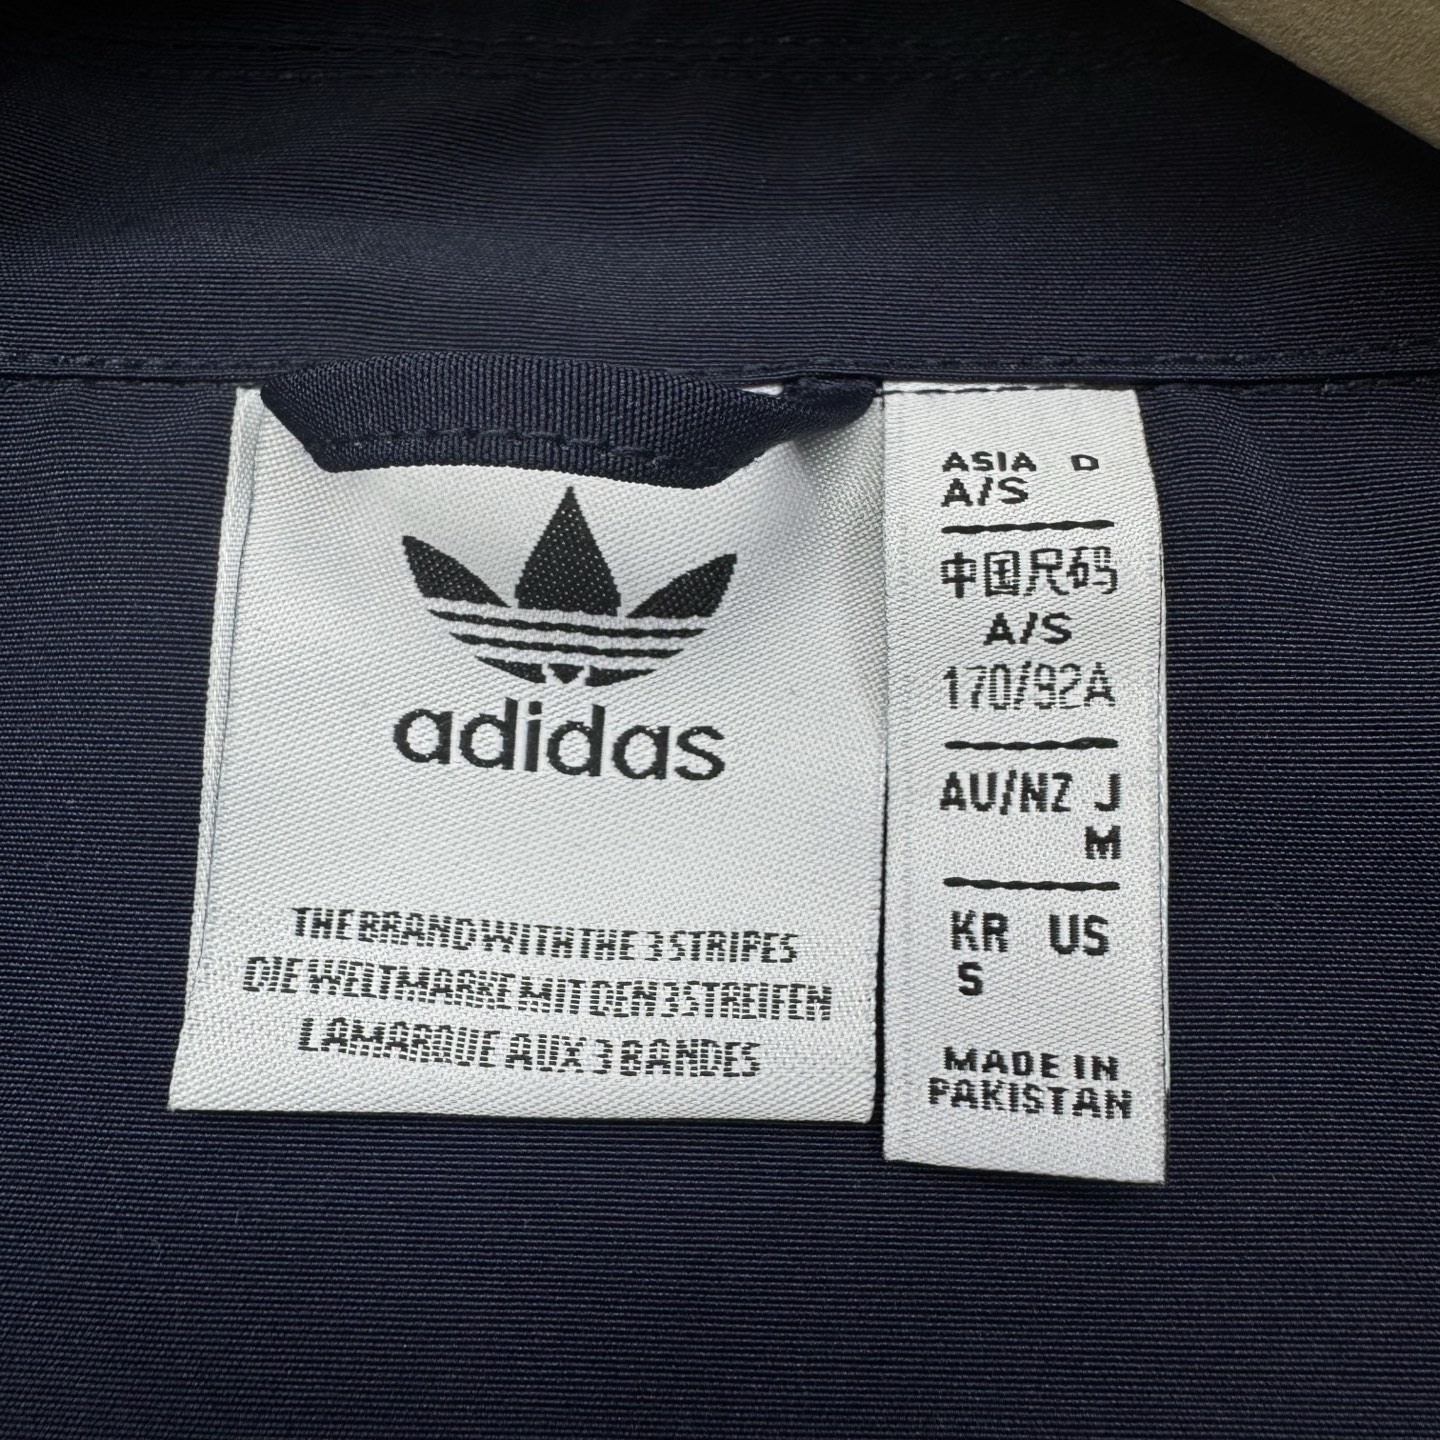 adidas
THE BRAND WITH THE 3 STRIPES
DIE WELTMARKE MIT DEN 3 STREIFEN
LA MARQUE AUX 3 BANDES
ASIA D
A/S
中国尺码
A/S
170/92A
AU/NZ J
M
KR US
S
MADE IN
PAKISTAN